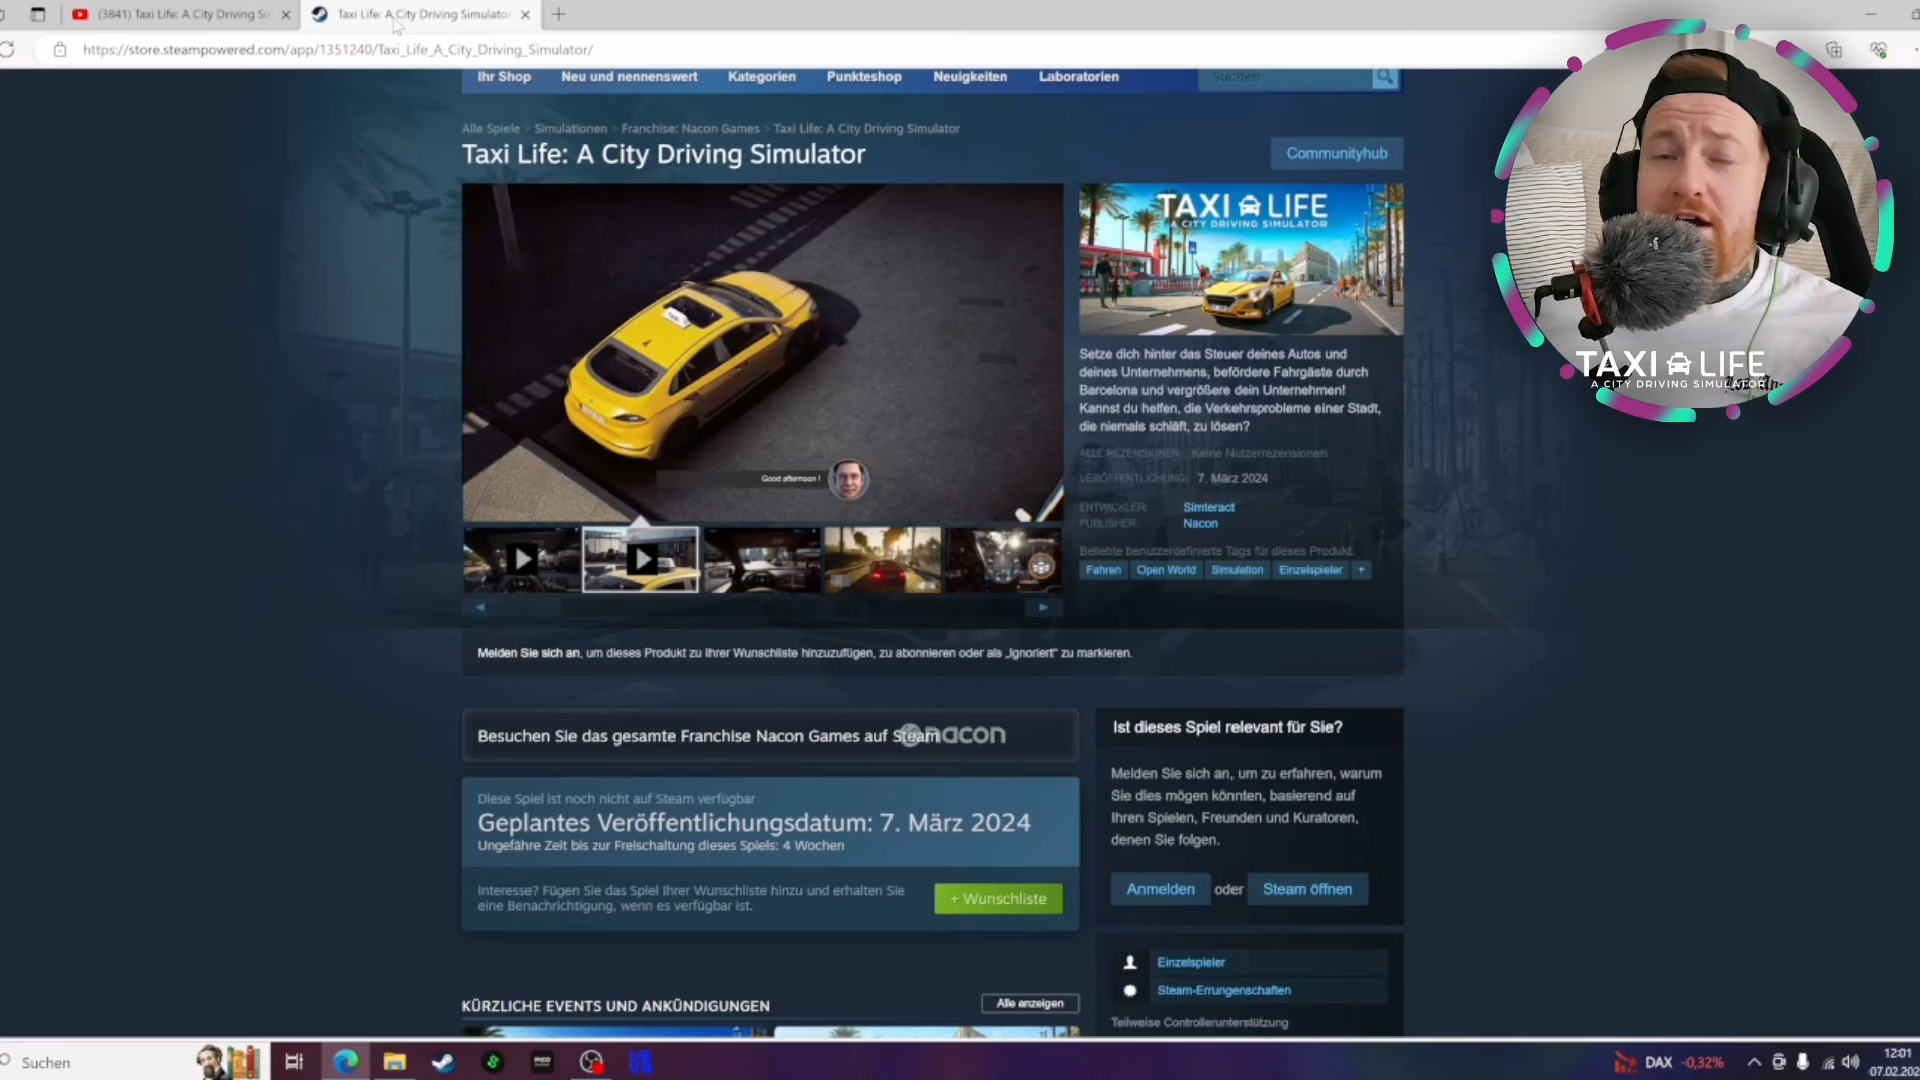 (3841) Taxi Life: A City Driving Si
Taxi Life: A City Driving Simulator
https://store.steampowered.com/app/1351240/Taxi_Life_A_City_Driving_Simulator/
Ihr Shop Neu und nennenswert Kategorien Punkteshop Neuigkeiten Laboratorien Suchen
Alle Spiele > Simulationen > Franchise: Nacon Games > Taxi Life: A City Driving Simulator
Taxi Life: A City Driving Simulator
Communityhub
TAXI LIFE
A CITY DRIVING SIMULATOR
Good afternoon !
Setze dich hinter das Steuer deines Autos und
deines Unternehmens, befördere Fahrgäste durch
Barcelona und vergrößere dein Unternehmen!
Kannst du helfen, die Verkehrsprobleme einer Stadt,
die niemals schläft, zu lösen?
ALLE REZENSIONEN: Keine Nutzerrezensionen
VERÖFFENTLICHUNG: 7. März 2024
ENTWICKLER: Simteract
PUBLISHER: Nacon
Beliebte benutzerdefinierte Tags für dieses Produkt:
Fahren Open World Simulation Einzelspieler +
Melden Sie sich an, um dieses Produkt zu Ihrer Wunschliste hinzuzufügen, zu abonnieren oder als „Ignoriert" zu markieren.
Besuchen Sie das gesamte Franchise Nacon Games auf Steam
nacon
Diese Spiel ist noch nicht auf Steam verfügbar
Geplantes Veröffentlichungsdatum: 7. März 2024
Ungefähre Zeit bis zur Freischaltung dieses Spiels: 4 Wochen
Interesse? Fügen Sie das Spiel Ihrer Wunschliste hinzu und erhalten Sie
eine Benachrichtigung, wenn es verfügbar ist.
+ Wunschliste
Ist dieses Spiel relevant für Sie?
Melden Sie sich an, um zu erfahren, warum
Sie dies mögen könnten, basierend auf
Ihren Spielen, Freunden und Kuratoren,
denen Sie folgen.
Anmelden oder Steam öffnen
Einzelspieler
Steam-Errungenschaften
Teilweise Controllerunterstützung
KÜRZLICHE EVENTS UND ANKÜNDIGUNGEN
Alle anzeigen
TAXI LIFE
A CITY DRIVING SIMULATOR
Suchen
DAX -0,32%
12:01
07.02.202